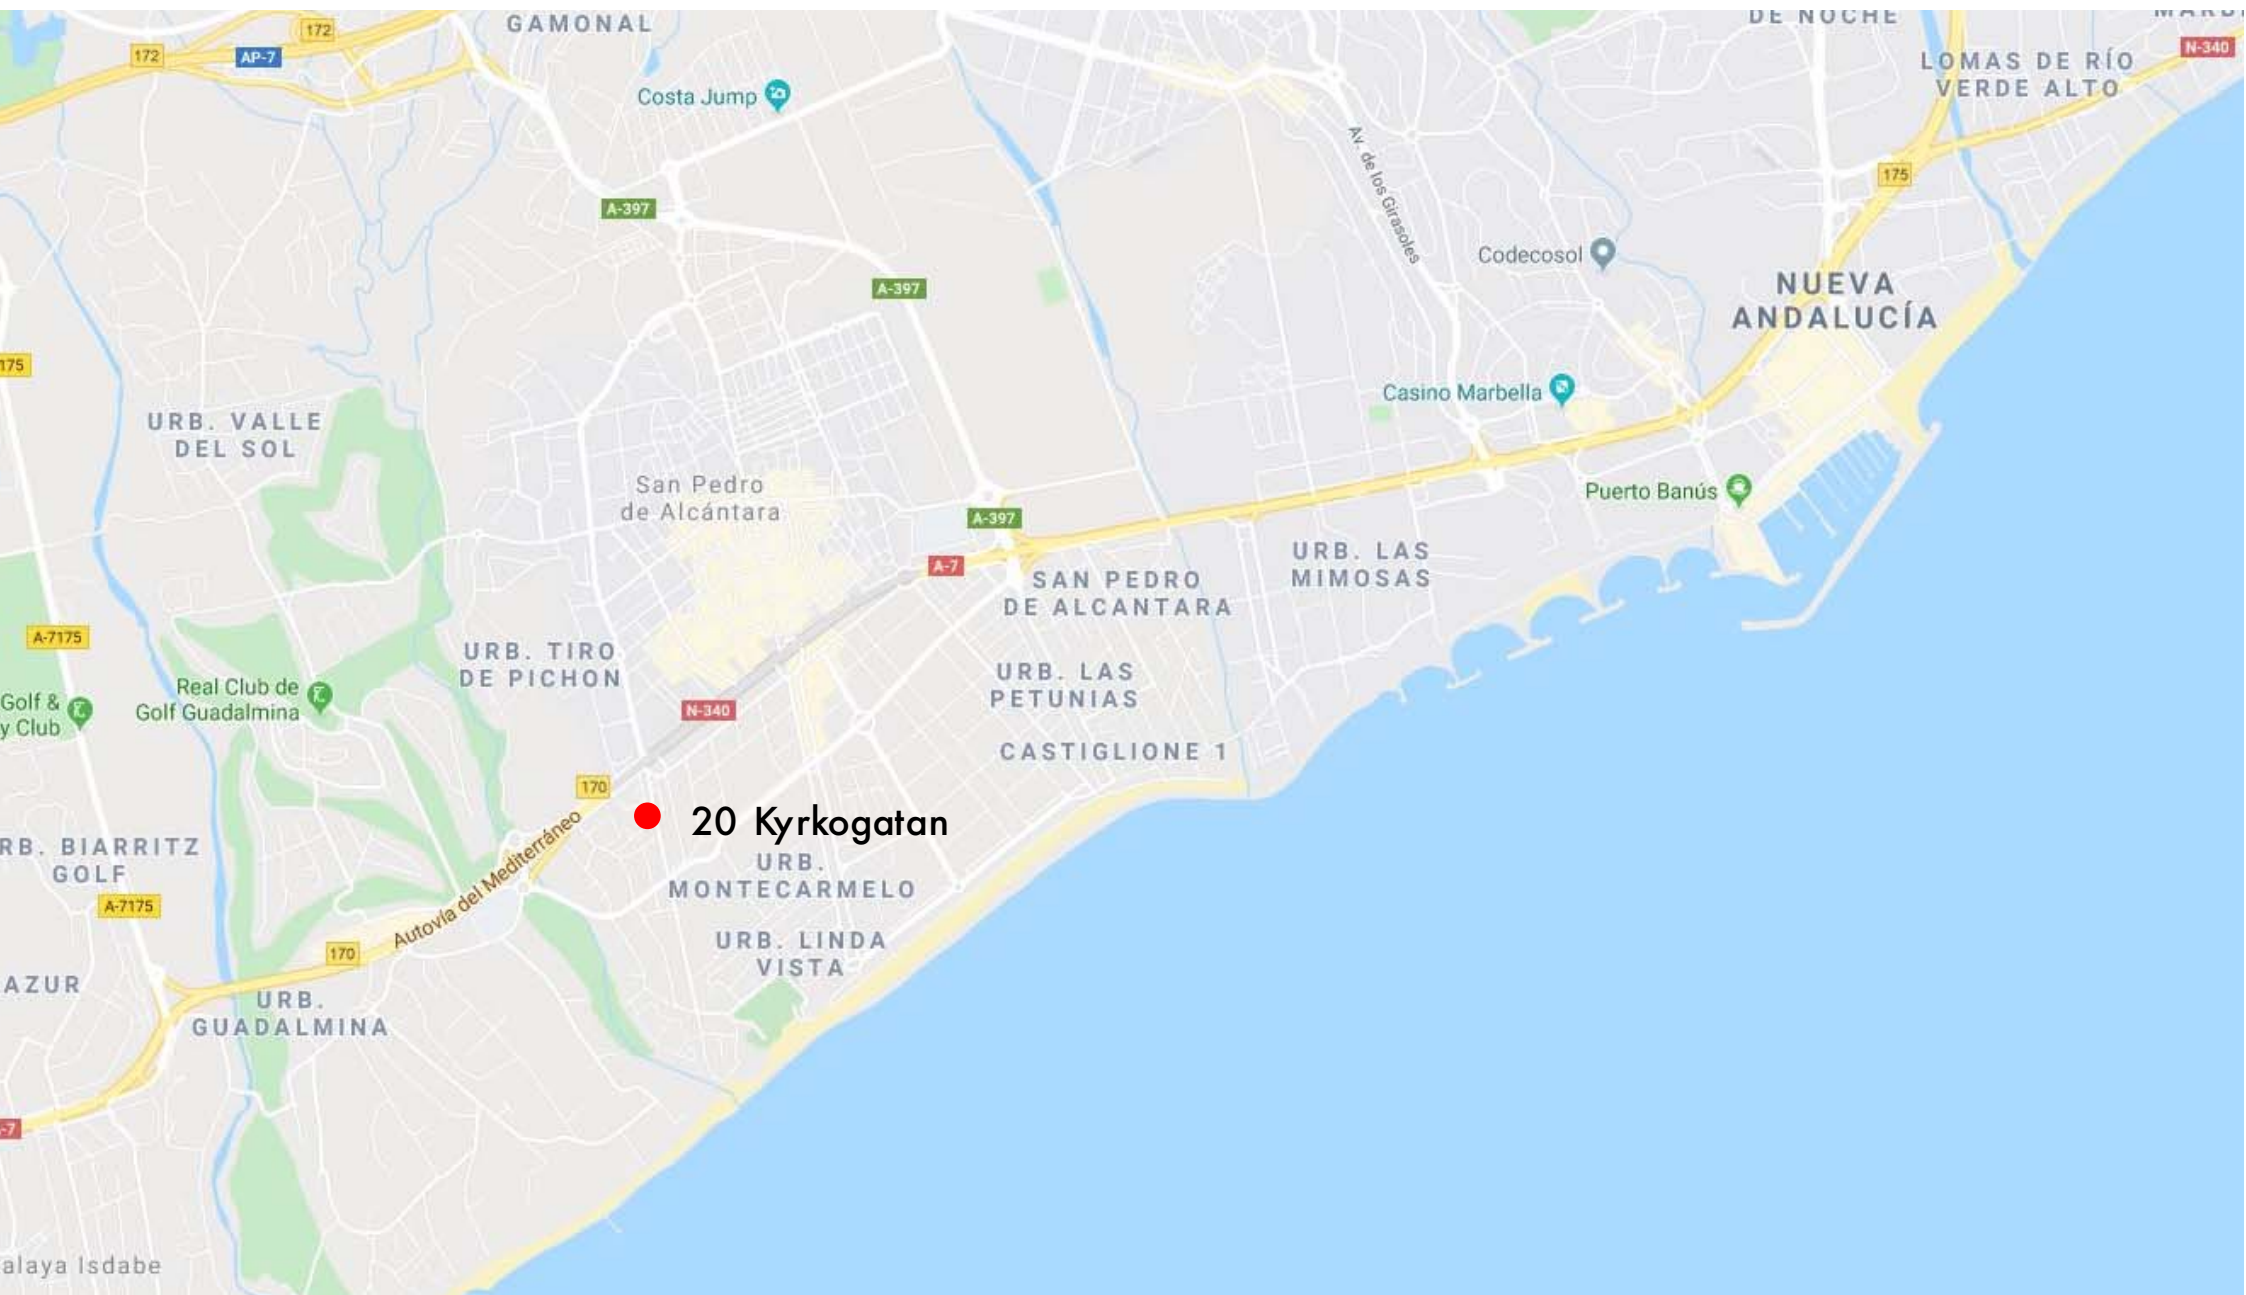 GAMONAL
DE NOCHE
172
172
AP-7
N-340
LOMAS DE RÍO
VERDE ALTO
Costa Jump
Av. de los Girasoles
175
A-397
Codecosol
A-397
NUEVA
ANDALUCÍA
175
Casino Marbella
URB. VALLE
DEL SOL
San Pedro
de Alcántara
Puerto Banús
A-397
A-7
URB. LAS
MIMOSAS
SAN PEDRO
DE ALCANTARA
A-7175
URB. TIRO
DE PICHON
URB. LAS
PETUNIAS
Real Club de
Golf Guadalmina
Golf &
y Club
N-340
CASTIGLIONE 1
170
20 Kyrkogatan
Autovía del Mediterráneo
RB. BIARRITZ
GOLF
URB.
MONTECARMELO
A-7175
170
URB. LINDA
VISTA
AZUR
URB.
GUADALMINA
-7
alaya Isdabe